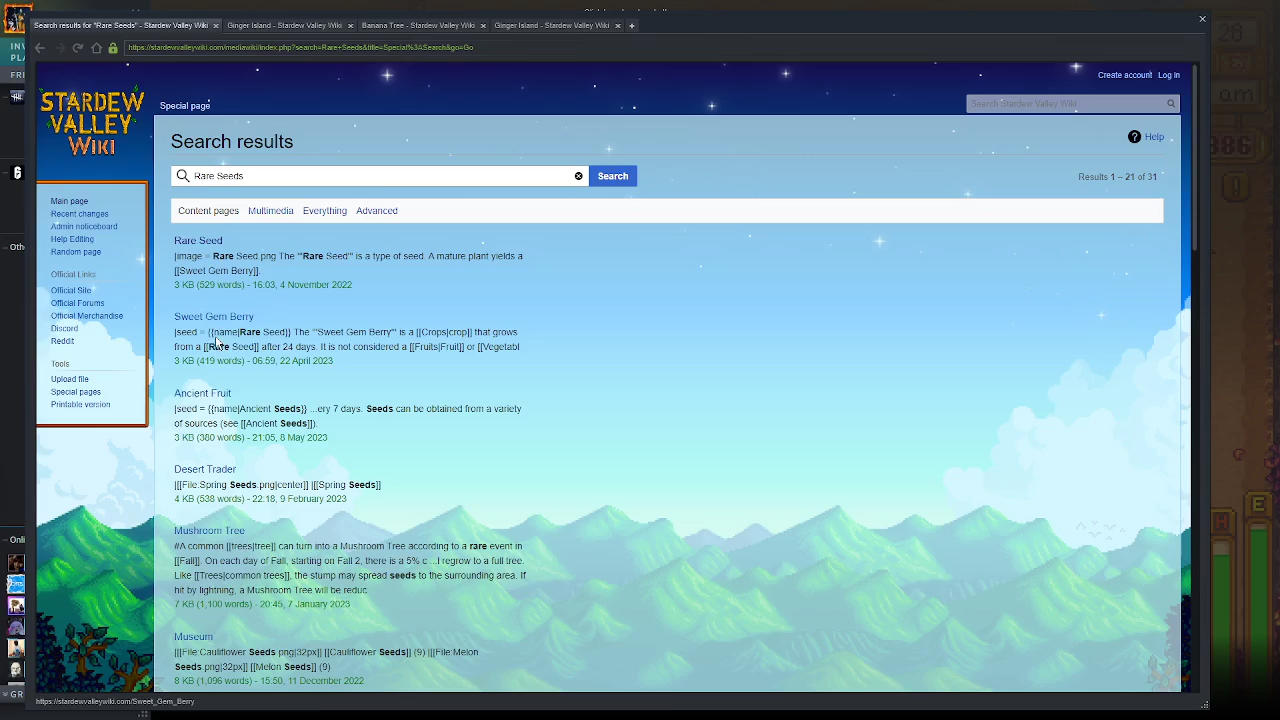 Search results for "Rare Seeds" - Stardew Valley Wiki
Ginger Island - Stardew Valley Wiki
Banana Tree - Stardew Valley Wiki
Ginger Island - Stardew Valley Wiki
https://stardewvalleywiki.com/mediawiki/index.php?search=Rare+Seeds&title=Special%3ASearch&go=Go
Create account Log in
STARDEW
VALLEY
Wiki
Special page
Search Stardew Valley Wiki
Search results
Help
Rare Seeds
Search
Results 1 – 21 of 31
Content pages Multimedia Everything Advanced
Main page
Recent changes
Admin noticeboard
Help Editing
Random page
Official Links
Official Site
Official Forums
Official Merchandise
Discord
Reddit
Tools
Upload file
Special pages
Printable version
Rare Seed
|image = Rare Seed.png The '''Rare Seed''' is a type of seed. A mature plant yields a
[[Sweet Gem Berry]].
3 KB (529 words) - 16:03, 4 November 2022
Sweet Gem Berry
|seed = {{name|Rare Seed}} The '''Sweet Gem Berry''' is a [[Crops|crop]] that grows
from a [[Rare Seed]] after 24 days. It is not considered a [[Fruits|Fruit]] or [[Vegetabl
3 KB (419 words) - 06:59, 22 April 2023
Ancient Fruit
|seed = {{name|Ancient Seeds}} ...ery 7 days. Seeds can be obtained from a variety
of sources (see [[Ancient Seeds]]).
3 KB (380 words) - 21:05, 8 May 2023
Desert Trader
|[[File:Spring Seeds.png|center]] |[[Spring Seeds]]
4 KB (538 words) - 22:18, 9 February 2023
Mushroom Tree
#A common [[trees|tree]] can turn into a Mushroom Tree according to a rare event in
[[Fall]]. On each day of Fall, starting on Fall 2, there is a 5% c ...l regrow to a full tree.
Like [[Trees|common trees]], the stump may spread seeds to the surrounding area. If
hit by lightning, a Mushroom Tree will be reduc
7 KB (1,100 words) - 20:45, 7 January 2023
Museum
|[[File:Cauliflower Seeds.png|32px]] [[Cauliflower Seeds]] (9) |[[File:Melon
Seeds.png|32px]] [[Melon Seeds]] (9)
8 KB (1,096 words) - 15:50, 11 December 2022
https://stardewvalleywiki.com/Sweet_Gem_Berry
INV
PLA
FRI
Otho
Onli
GR
am
H
E